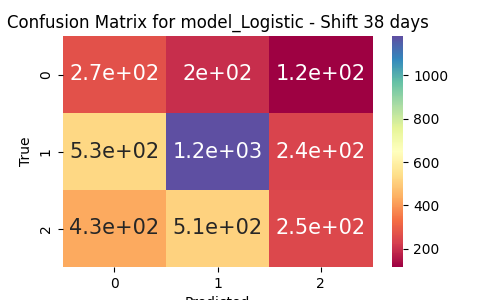 Confusion Matrix for model_Logistic - Shift 38 days
True
0 2.7e+02 2e+02 1.2e+02
1 5.3e+02 1.2e+03 2.4e+02
2 4.3e+02 5.1e+02 2.5e+02
0 1 2
Predicted
1000
800
600
400
200